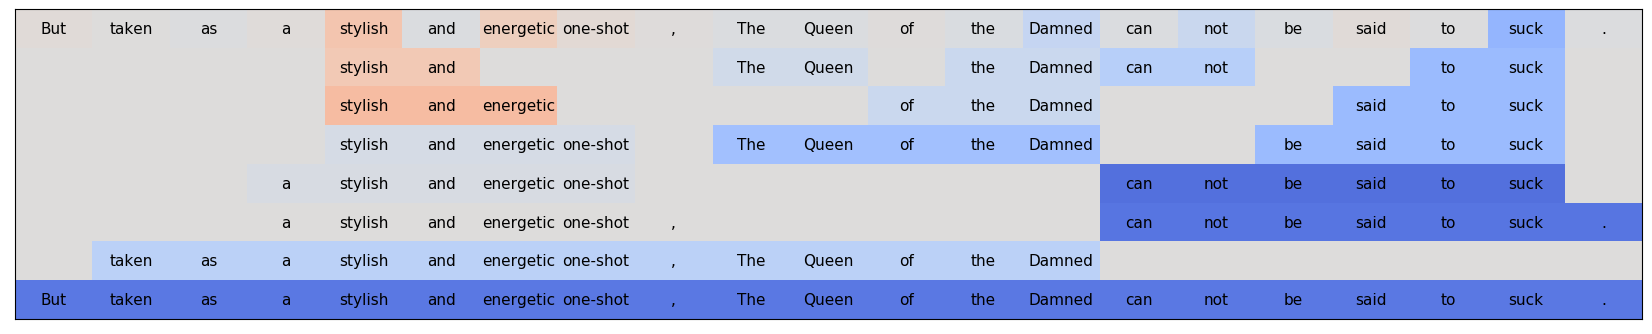 But taken as a stylish and energetic one-shot , The Queen of the Damned can not be said to suck .
stylish and The Queen the Damned can not to suck
stylish and energetic of the Damned said to suck
stylish and energetic one-shot The Queen of the Damned be said to suck
a stylish and energetic one-shot can not be said to suck
a stylish and energetic one-shot , can not be said to suck .
taken as a stylish and energetic one-shot , The Queen of the Damned
But taken as a stylish and energetic one-shot , The Queen of the Damned can not be said to suck .